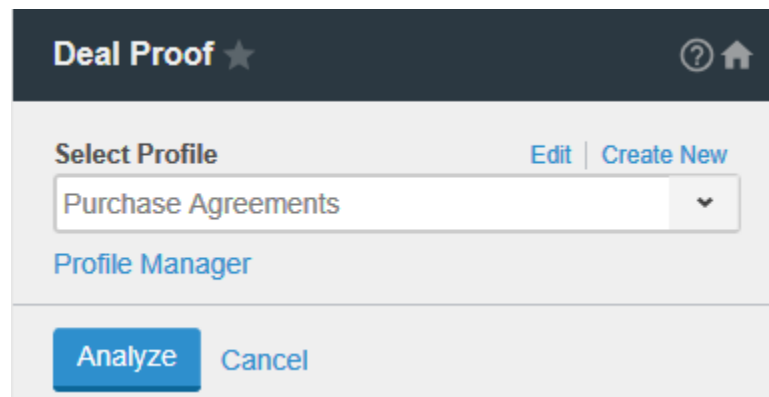 Deal Proof
Select Profile Edit | Create New
Purchase Agreements
Profile Manager
Analyze Cancel